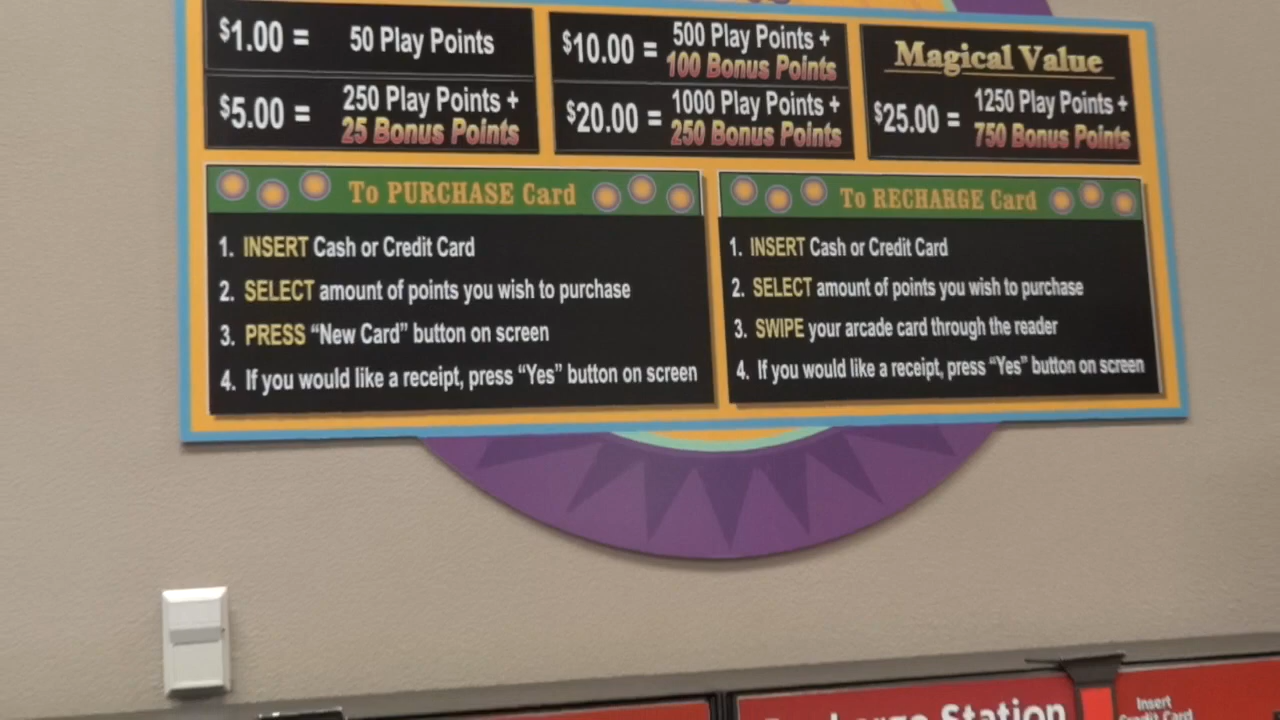 $1.00 = 50 Play Points
$5.00 = 250 Play Points +
25 Bonus Points
$10.00 = 500 Play Points +
100 Bonus Points
$20.00 = 1000 Play Points +
250 Bonus Points
Magical Value
$25.00 = 1250 Play Points +
750 Bonus Points
To PURCHASE Card
1. INSERT Cash or Credit Card
2. SELECT amount of points you wish to purchase
3. PRESS “New Card” button on screen
4. If you would like a receipt, press “Yes” button on screen
To RECHARGE Card
1. INSERT Cash or Credit Card
2. SELECT amount of points you wish to purchase
3. SWIPE your arcade card through the reader
4. If you would like a receipt, press “Yes” button on screen
Station
Insert
Card